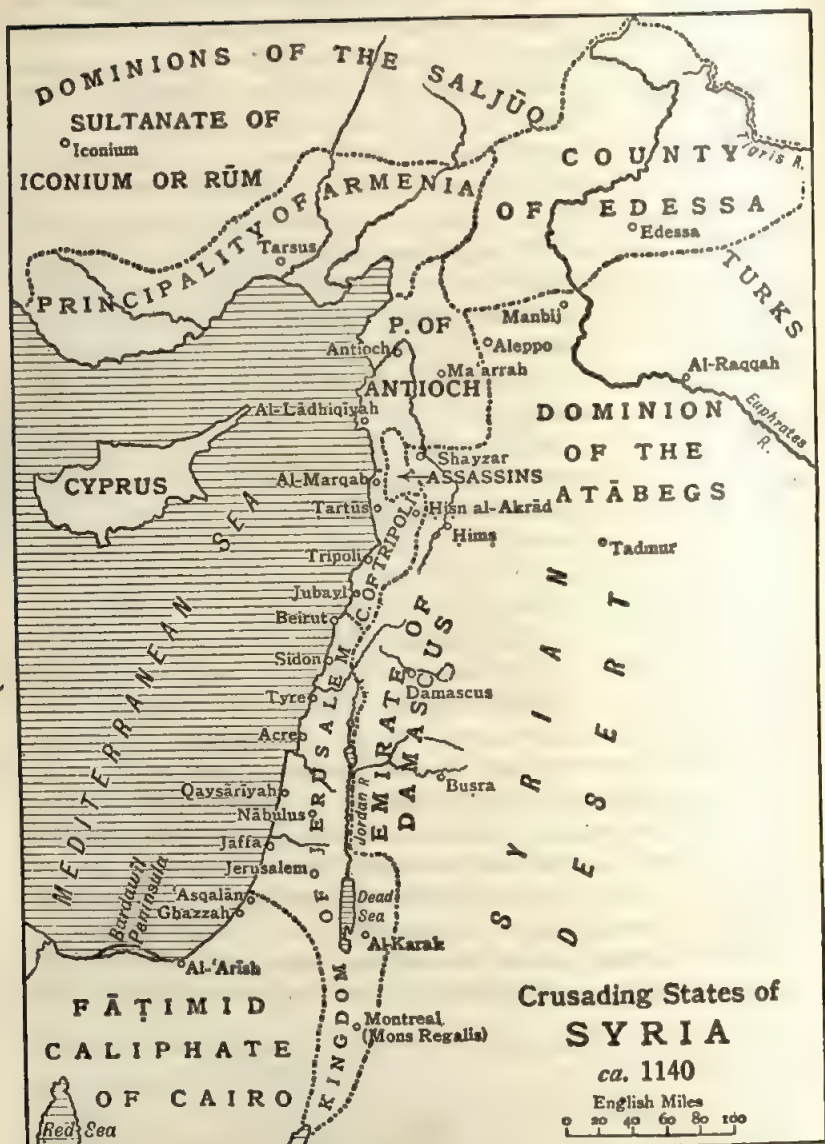 DOMINIONS OF THE SALJŪQ
SULTANATE OF
Iconium
ICONIUM OR RŪM
PRINCIPALITY OF ARMENIA
Tarsus
COUNTY
OF EDESSA
Edessa
TURKS
P. OF
ANTIOCH
Antioch
Manbij
Aleppo
Ma'arrah
Al-Raqqah
Euphrates
R.
Al-Lādhiqīyah
DOMINION
OF THE
ATĀBEGS
CYPRUS
Shayzar
ASSASSINS
Al-Marqab
Tartūs
Ḥisn al-Akrād
Hims
Tadmur
C. OF TRIPOLI
Tripoli
Jubayl
Beirut
Sidon
Tyre
Acre
MEDITERRANEAN SEA
EMIRATE OF
DAMASCUS
Damascus
Busra
SYRIAN
DESERT
Qaysārīyah
Nābulus
Jordan R
Jaffa
Jerusalem
'Asqalān
Ghazzah
Dead
Sea
Bardawil
Peninsula
Al-'Arīsh
Al-Karak
KINGDOM OF JERUSALEM
Montreal
(Mons Regalis)
FĀṬIMID
CALIPHATE
OF CAIRO
Red Sea
Crusading States of
SYRIA
ca. 1140
English Miles
0 20 40 60 80 100